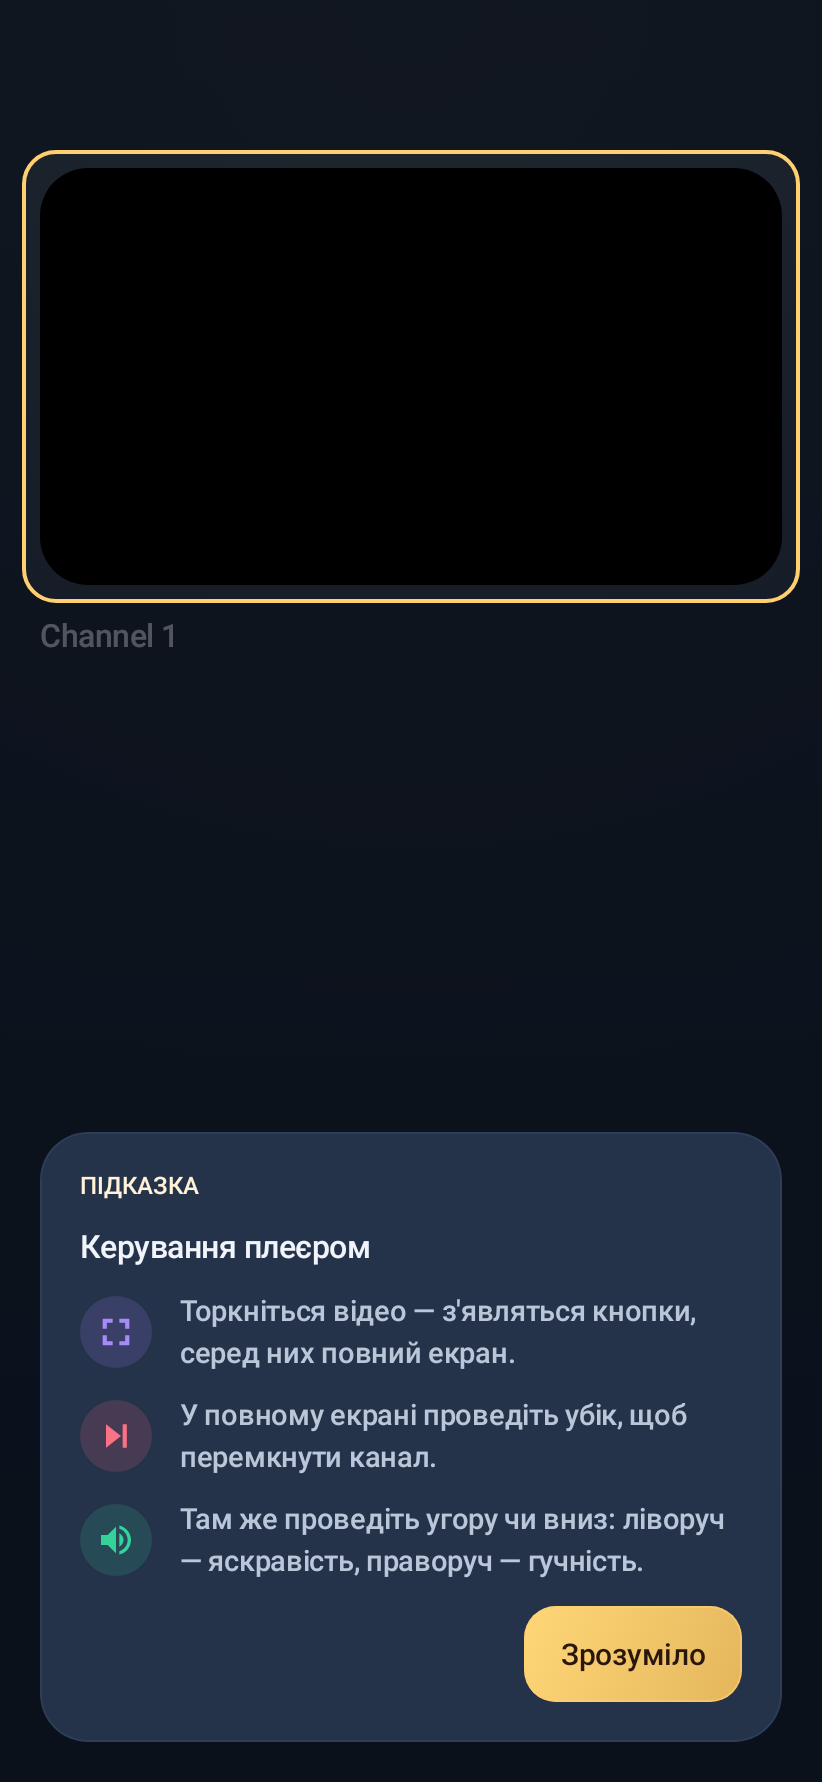 Channel 1
ПІДКАЗКА
Керування плеєром
Торкніться відео — з'являться кнопки,
серед них повний екран.
У повному екрані проведіть убік, щоб
перемкнути канал.
Там же проведіть угору чи вниз: ліворуч
— яскравість, праворуч — гучність.
Зрозуміло